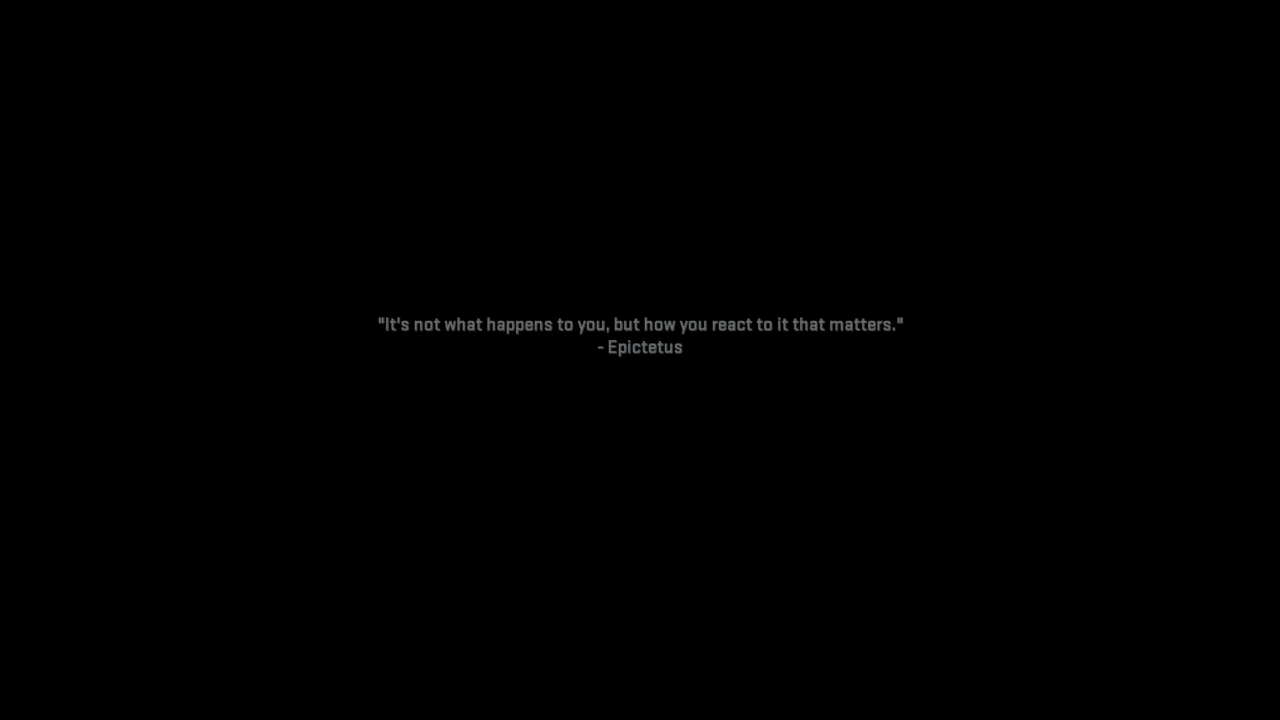 "It's not what happens to you, but how you react to it that matters."
- Epictetus